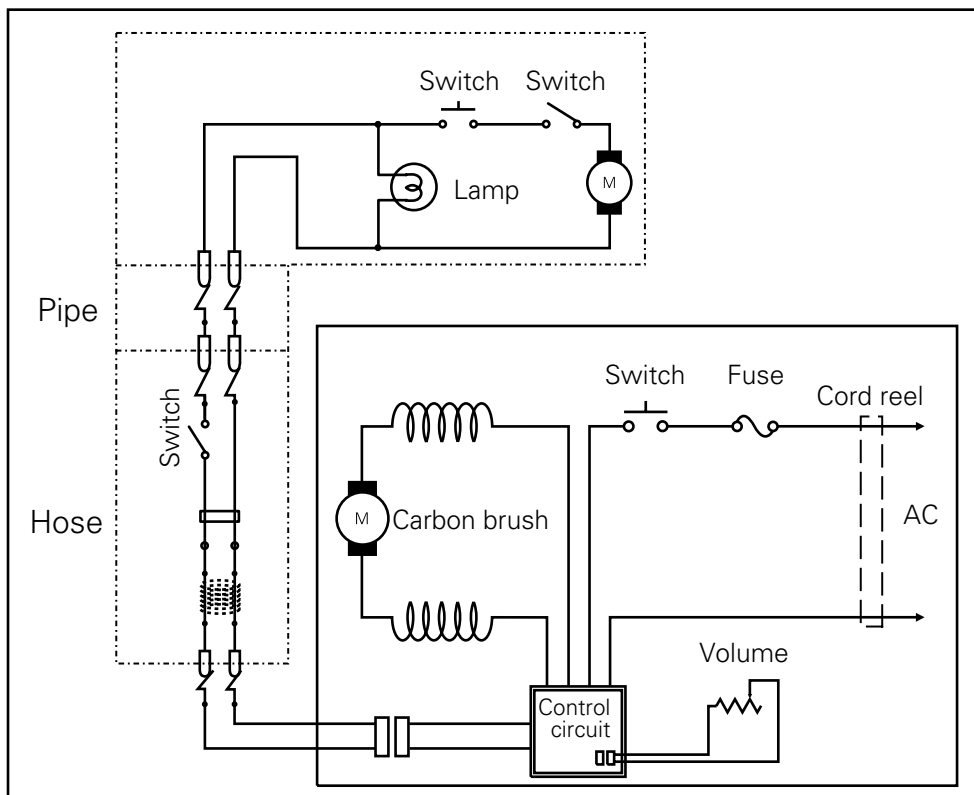 Switch Switch
M
Lamp
Pipe
Switch Fuse
Cord reel
Switch
Hose
M
Carbon brush
AC
Volume
Control
circuit